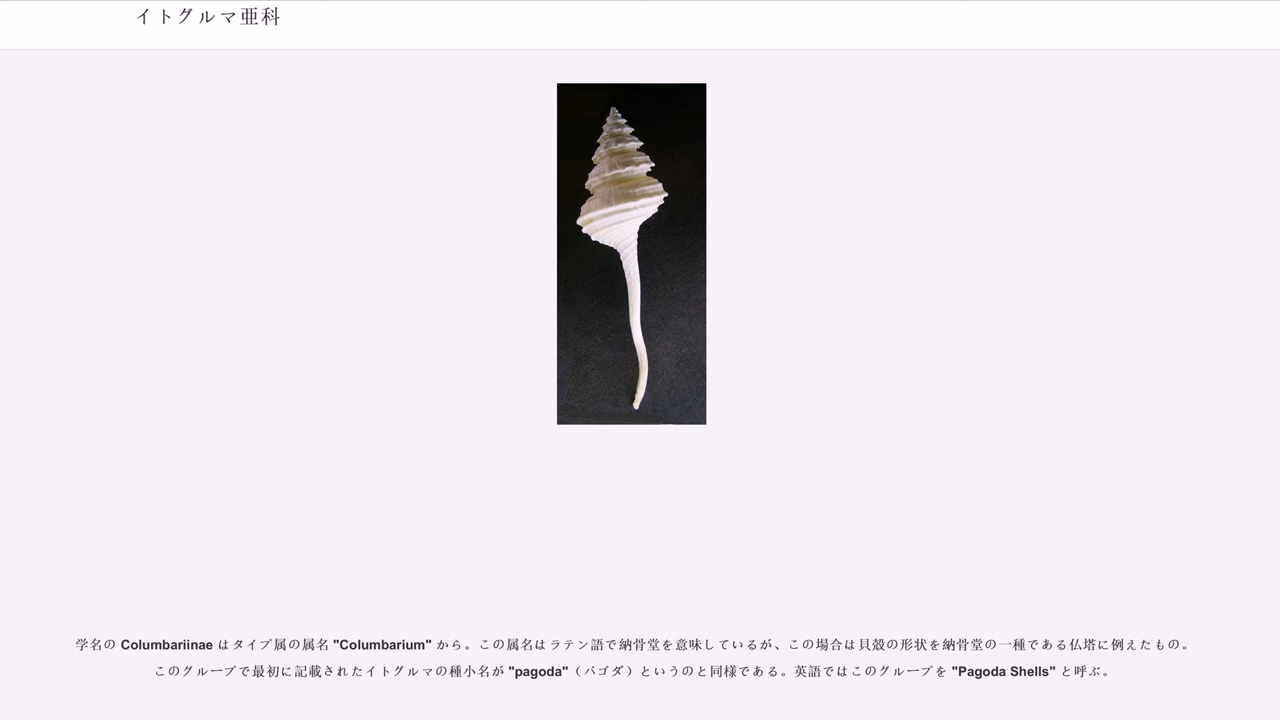 イトグルマ亜科
学名の Columbariinae はタイプ属の属名 "Columbarium" から。この属名はラテン語で納骨堂を意味しているが、この場合は貝殻の形状を納骨堂の一種である仏塔に例えたもの。
このグループで最初に記載されたイトグルマの種小名が "pagoda"（パゴダ）というのと同様である。英語ではこのグループを "Pagoda Shells" と呼ぶ。